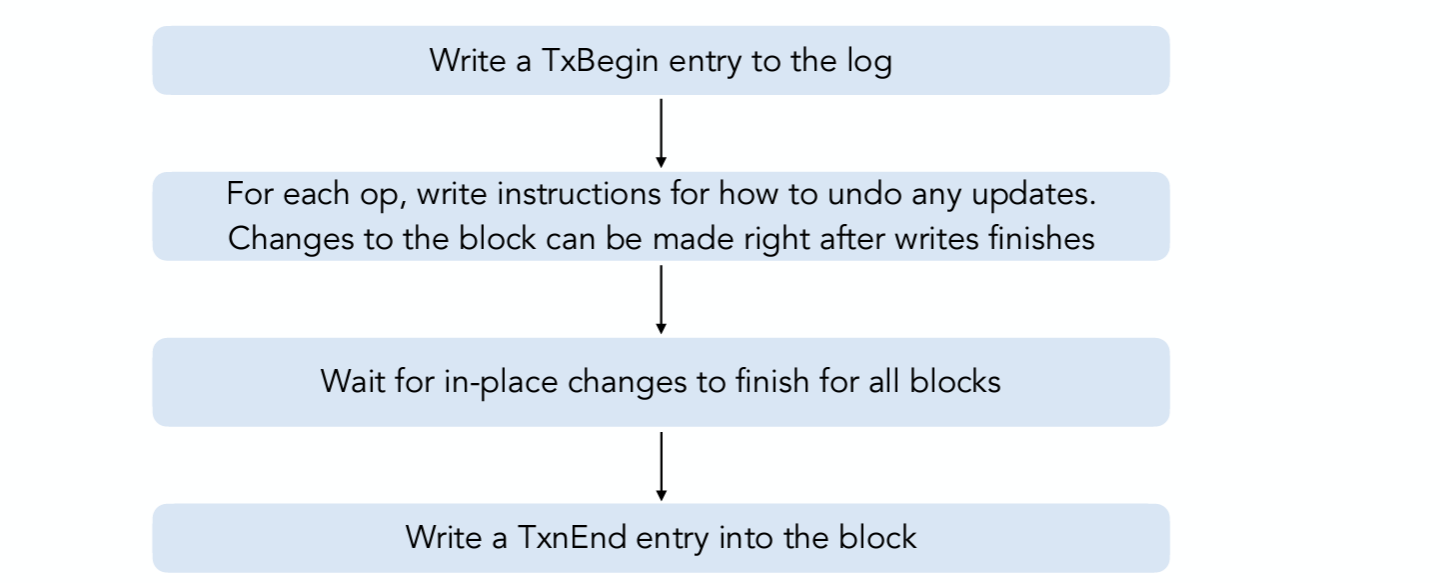 Write a TxBegin entry to the log
For each op, write instructions for how to undo any updates.
Changes to the block can be made right after writes finishes
Wait for in-place changes to finish for all blocks
Write a TxnEnd entry into the block